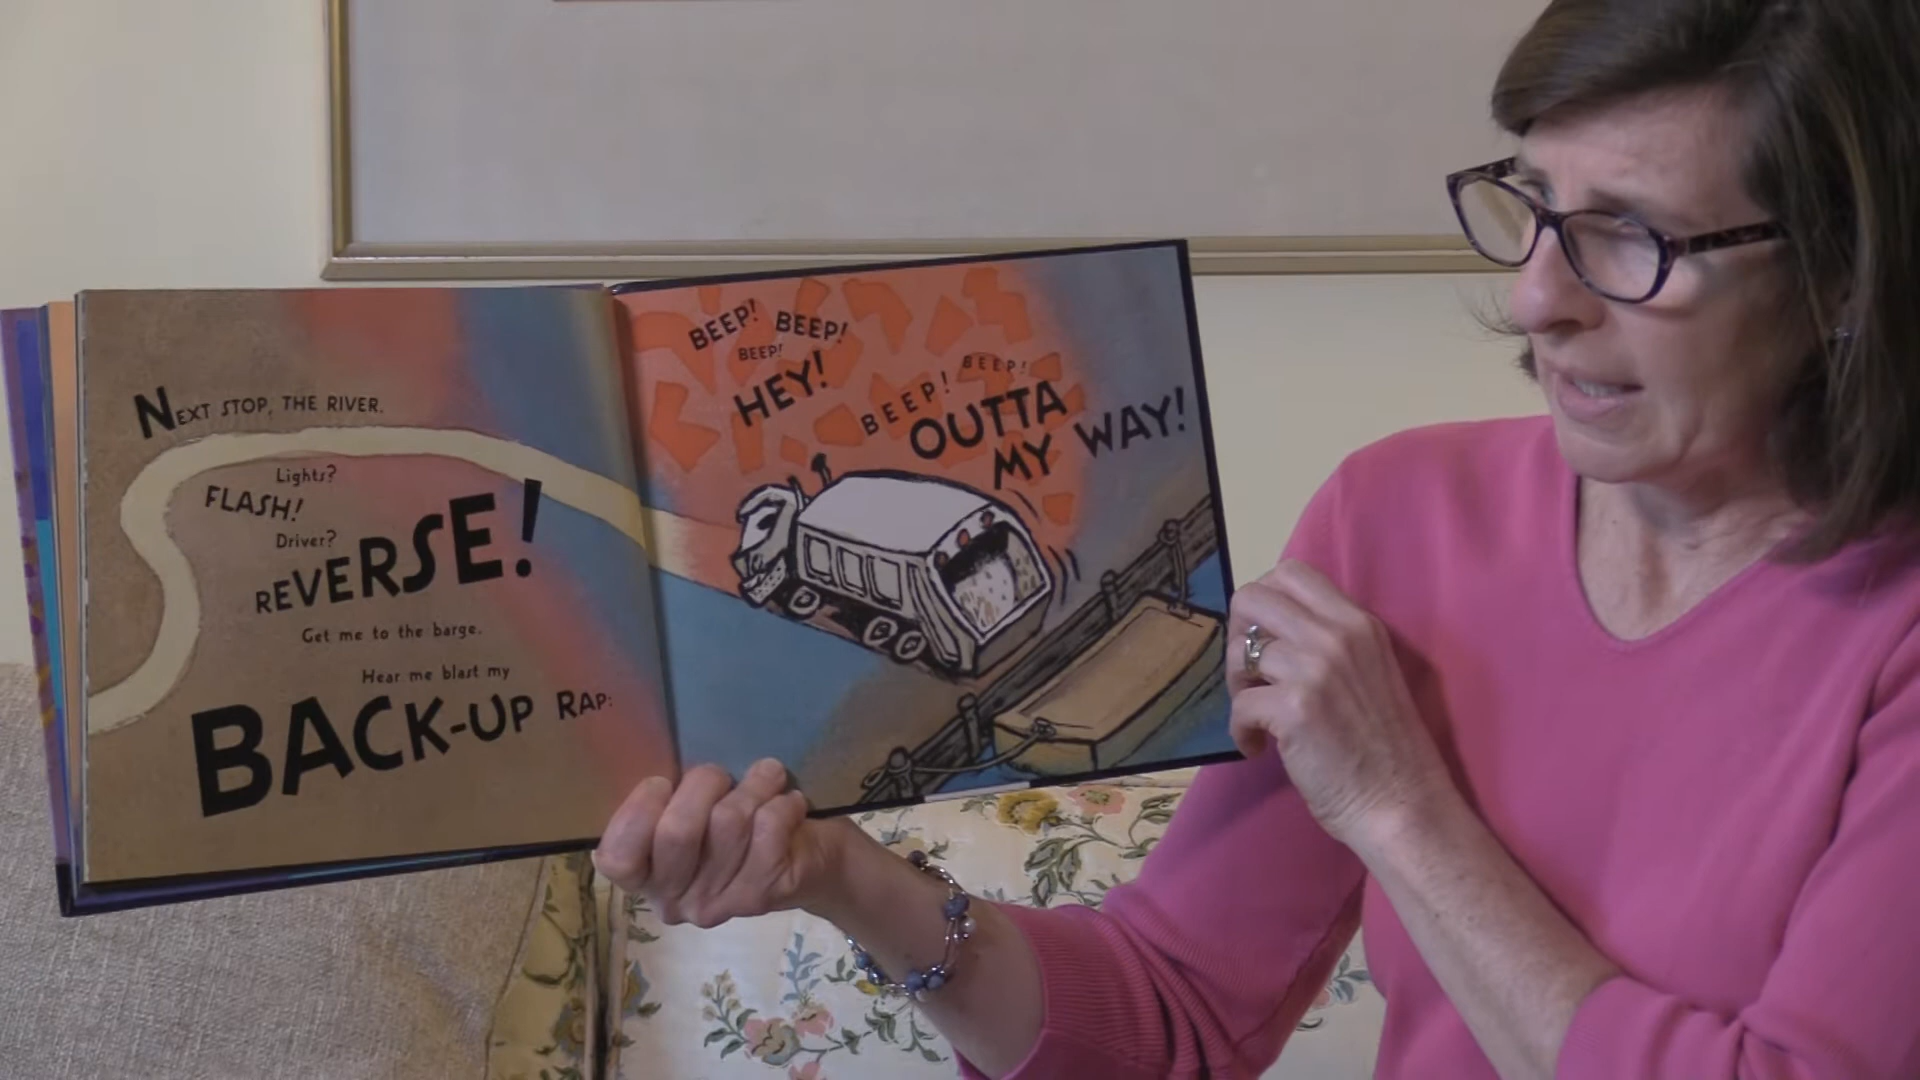 NEXT STOP, THE RIVER.
Lights?
FLASH!
Driver?
REVERSE!
Get me to the barge.
Hear me blast my
BACK-UP RAP:
BEEP! BEEP!
BEEP!
HEY!
BEEP! BEEP!
OUTTA
MY WAY!